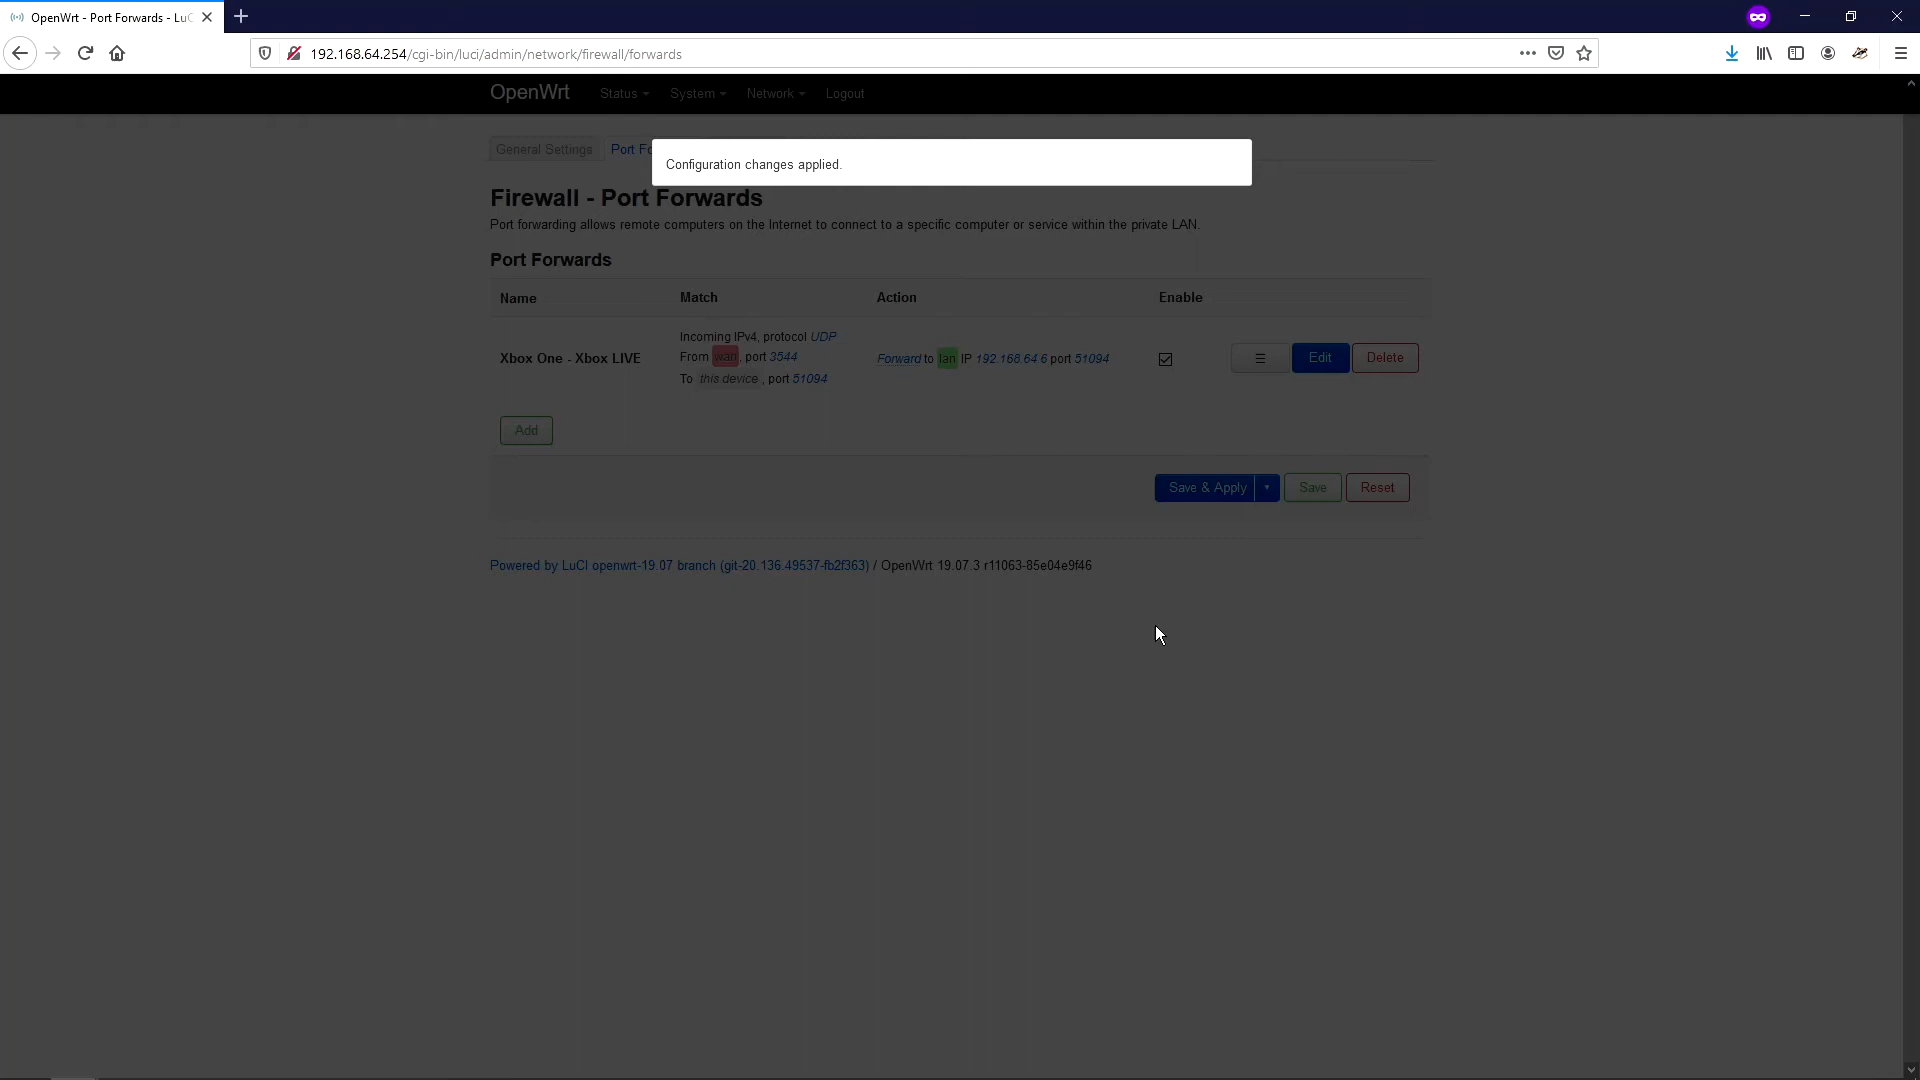 OpenWrt - Port Forwards - LuC
192.168.64.254/cgi-bin/luci/admin/network/firewall/forwards
OpenWrt Status System Network Logout
General Settings Port Fo
Configuration changes applied.
Firewall - Port Forwards
Port forwarding allows remote computers on the Internet to connect to a specific computer or service within the private LAN.
Port Forwards
Name Match Action Enable
Incoming IPv4, protocol UDP
Xbox One - Xbox LIVE From wan, port 3544 Forward to lan IP 192.168.64.6 port 51094 Edit Delete
To this device, port 51094
Add
Save & Apply Save Reset
Powered by LuCI openwrt-19.07 branch (git-20.136.49537-fb2f363) / OpenWrt 19.07.3 r11063-85e04e9f46